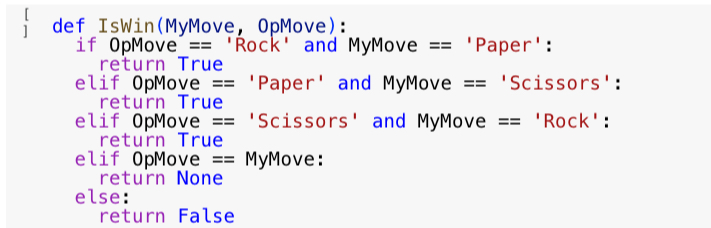 [ ]
def IsWin(MyMove, OpMove):
  if OpMove == 'Rock' and MyMove == 'Paper':
    return True
  elif OpMove == 'Paper' and MyMove == 'Scissors':
    return True
  elif OpMove == 'Scissors' and MyMove == 'Rock':
    return True
  elif OpMove == MyMove:
    return None
  else:
    return False